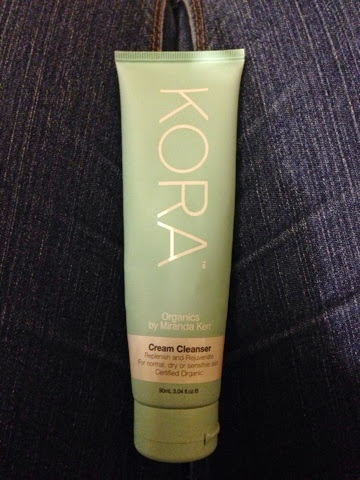 KORA™
Organics
by Miranda Kerr
Cream Cleanser
Replenish and Rejuvenate
For normal, dry or sensitive skin
Certified Organic
90mL 3.04 fl.oz ℮